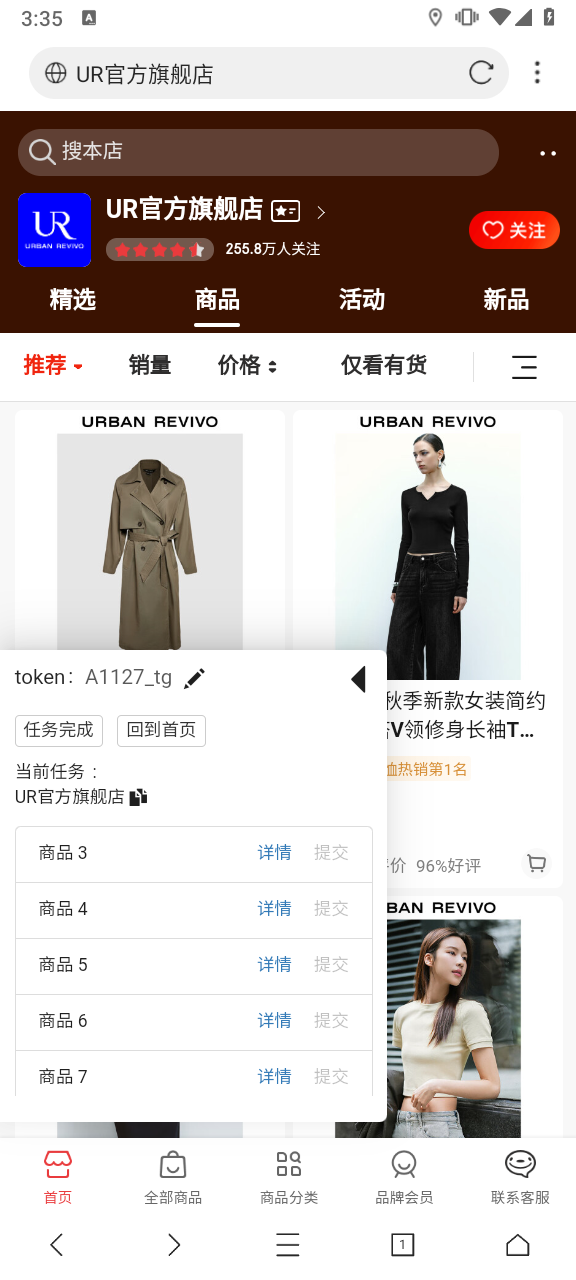 3:35
A
UR官方旗舰店
搜本店
UR
URBAN REVIVO
UR官方旗舰店
255.8万人关注
关注
精选 商品 活动 新品
推荐 销量 价格 仅看有货
URBAN REVIVO
URBAN REVIVO
秋季新款女装简约
V领修身长袖T...
恤热销第1名
价 96%好评
BAN REVIVO
token: A1127_tg
任务完成 回到首页
当前任务:
UR官方旗舰店
商品 3 详情 提交
商品 4 详情 提交
商品 5 详情 提交
商品 6 详情 提交
商品 7 详情 提交
首页 全部商品 商品分类 品牌会员 联系客服
1